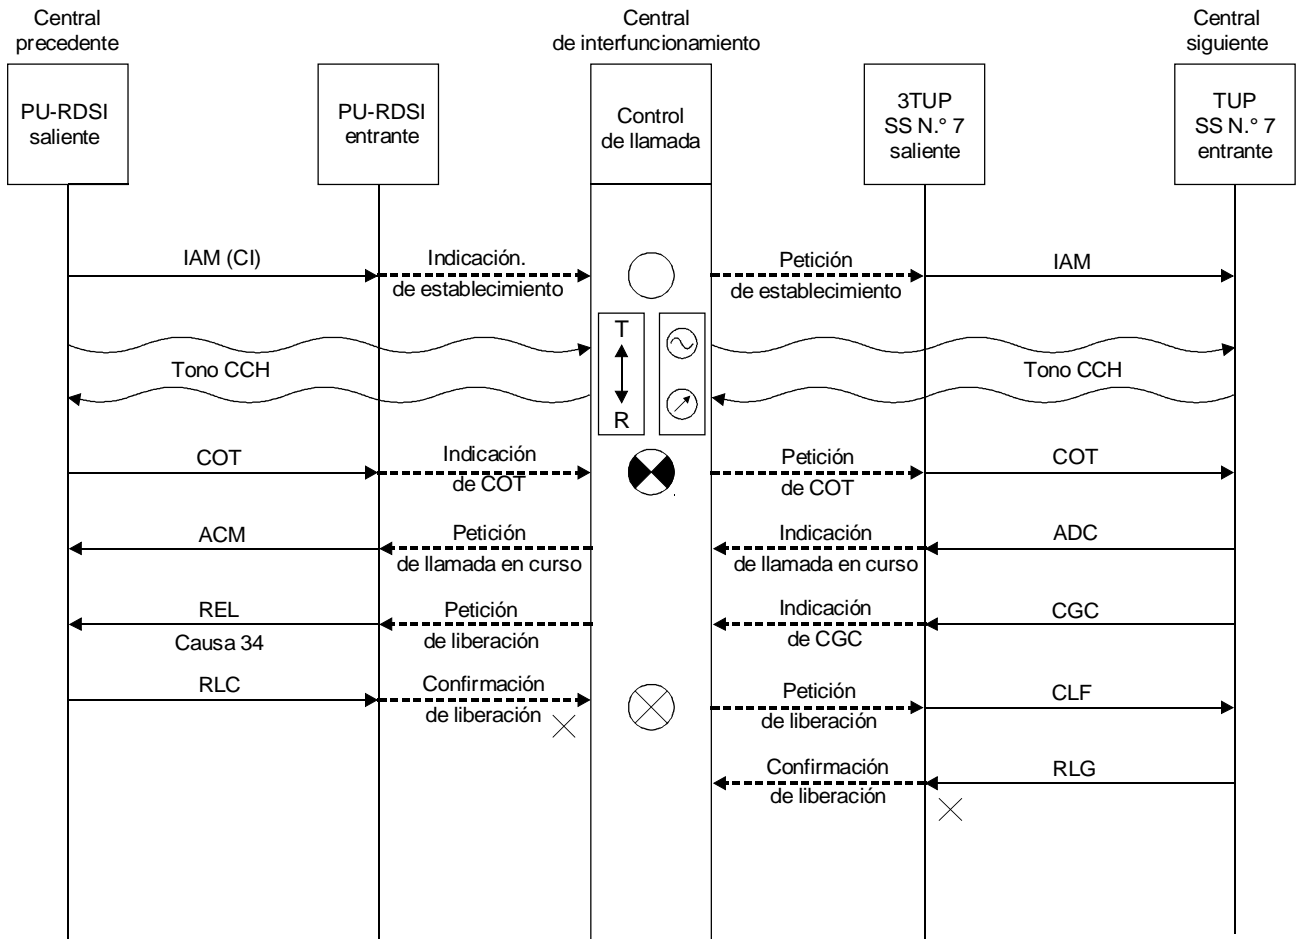 Central
precedente
Central
de interfuncionamiento
Central
siguiente
PU-RDSI
saliente
PU-RDSI
entrante
Control
de llamada
3TUP
SS N.° 7
saliente
TUP
SS N.° 7
entrante
IAM (CI)
Indicación.
de establecimiento
Petición
de establecimiento
IAM
Tono CCH
T
R
Tono CCH
COT
Indicación
de COT
Petición
de COT
COT
ACM
Petición
de llamada en curso
Indicación
de llamada en curso
ADC
REL
Causa 34
Petición
de liberación
Indicación
de CGC
CGC
RLC
Confirmación
de liberación
Petición
de liberación
CLF
Confirmación
de liberación
RLG